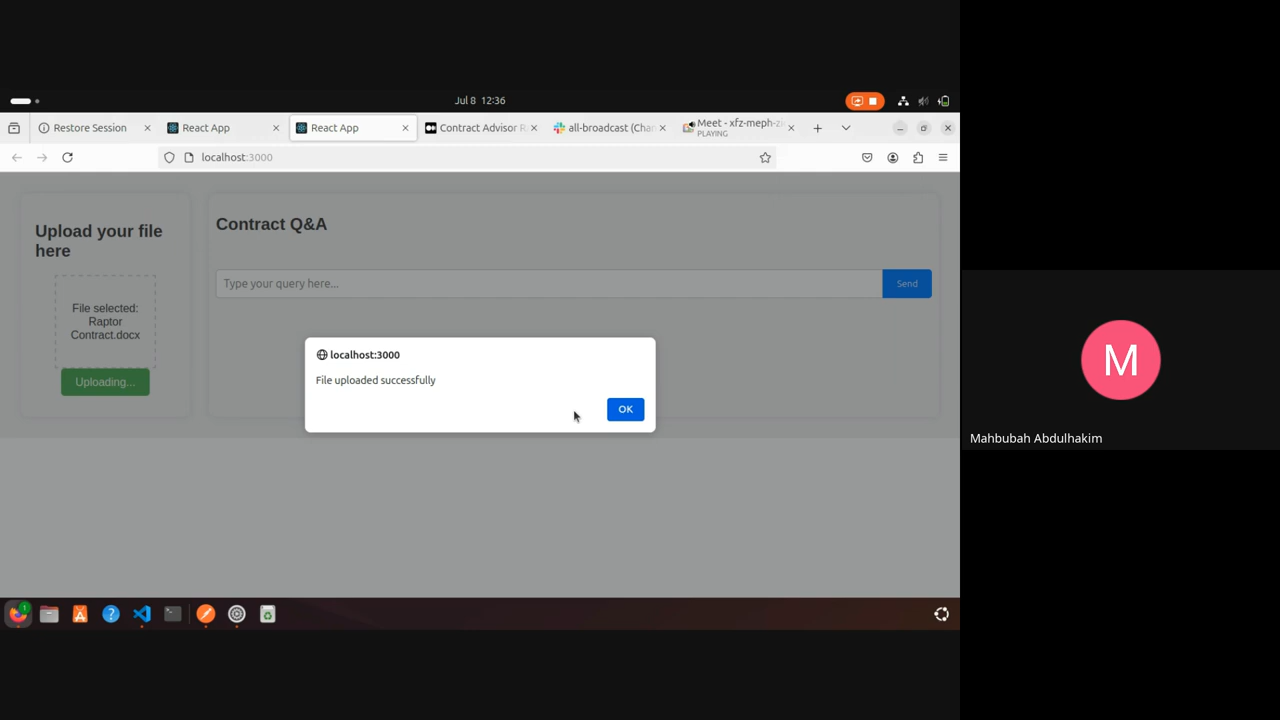 Jul 8 12:36
Restore Session
React App
React App
Contract Advisor R
all-broadcast (Chan
Meet - xfz-meph-zi
PLAYING
localhost:3000
Upload your file
here
File selected:
Raptor
Contract.docx
Uploading...
Contract Q&A
Type your query here...
Send
localhost:3000
File uploaded successfully
OK
M
Mahbubah Abdulhakim